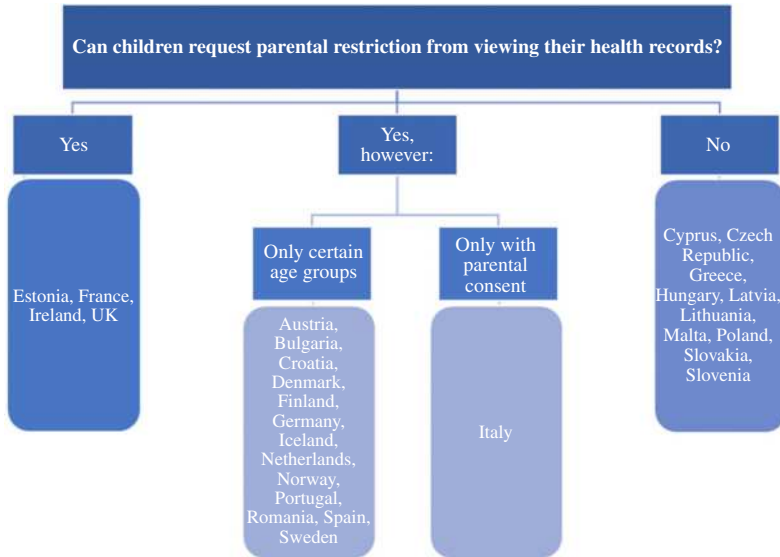 Can children request parental restriction from viewing their health records?
Yes
Yes,
however:
No
Estonia, France,
Ireland, UK
Only certain
age groups
Only with
parental
consent
Austria,
Bulgaria,
Croatia,
Denmark,
Finland,
Germany,
Iceland,
Netherlands,
Norway,
Portugal,
Romania, Spain,
Sweden
Italy
Cyprus, Czech
Republic,
Greece,
Hungary, Latvia,
Lithuania,
Malta, Poland,
Slovakia,
Slovenia